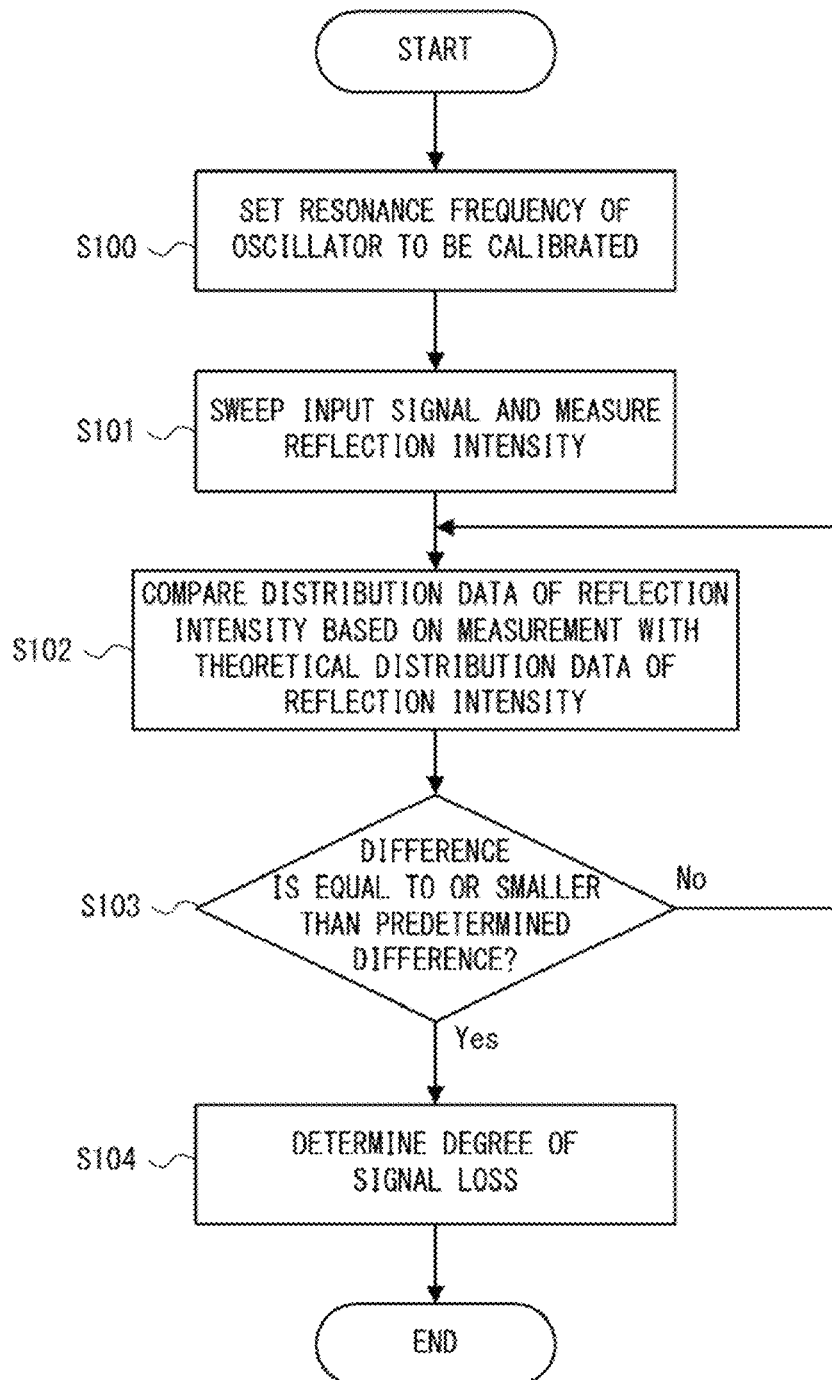 START
S100
SET RESONANCE FREQUENCY OF
OSCILLATOR TO BE CALIBRATED
S101
SWEEP INPUT SIGNAL AND MEASURE
REFLECTION INTENSITY
S102
COMPARE DISTRIBUTION DATA OF REFLECTION
INTENSITY BASED ON MEASUREMENT WITH
THEORETICAL DISTRIBUTION DATA OF
REFLECTION INTENSITY
S103
DIFFERENCE
IS EQUAL TO OR SMALLER
THAN PREDETERMINED
DIFFERENCE?
No
Yes
S104
DETERMINE DEGREE OF
SIGNAL LOSS
END